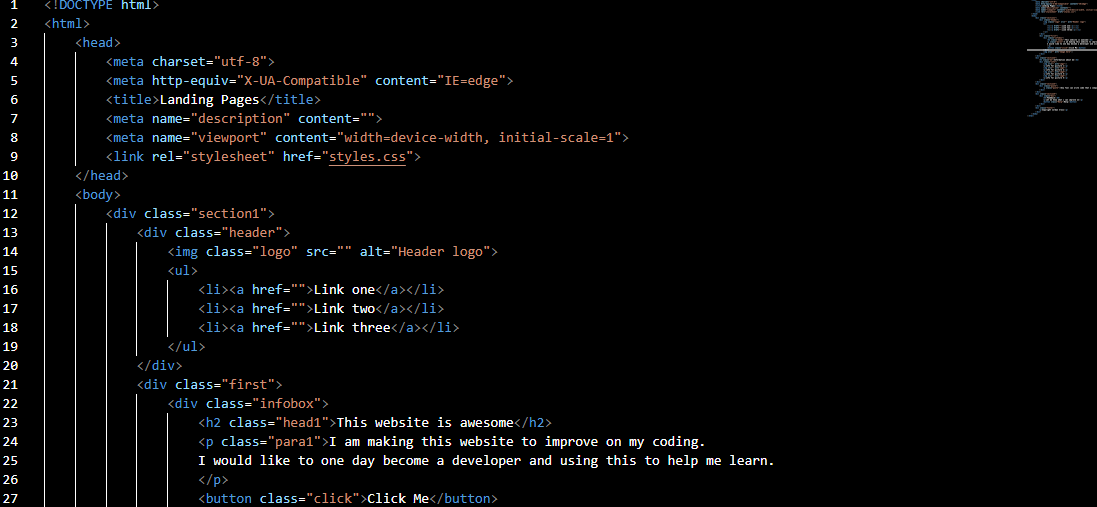 1 <!DOCTYPE html>
2 <html>
3     <head>
4         <meta charset="utf-8">
5         <meta http-equiv="X-UA-Compatible" content="IE=edge">
6         <title>Landing Pages</title>
7         <meta name="description" content="">
8         <meta name="viewport" content="width=device-width, initial-scale=1">
9         <link rel="stylesheet" href="styles.css">
10     </head>
11     <body>
12         <div class="section1">
13             <div class="header">
14                 <img class="logo" src="" alt="Header logo">
15                 <ul>
16                     <li><a href="">Link one</a></li>
17                     <li><a href="">Link two</a></li>
18                     <li><a href="">Link three</a></li>
19                 </ul>
20             </div>
21             <div class="first">
22                 <div class="infobox">
23                     <h2 class="head1">This website is awesome</h2>
24                     <p class="para1">I am making this website to improve on my coding.
25                     I would like to one day become a developer and using this to help me learn.
26                     </p>
27                     <button class="click">Click Me</button>